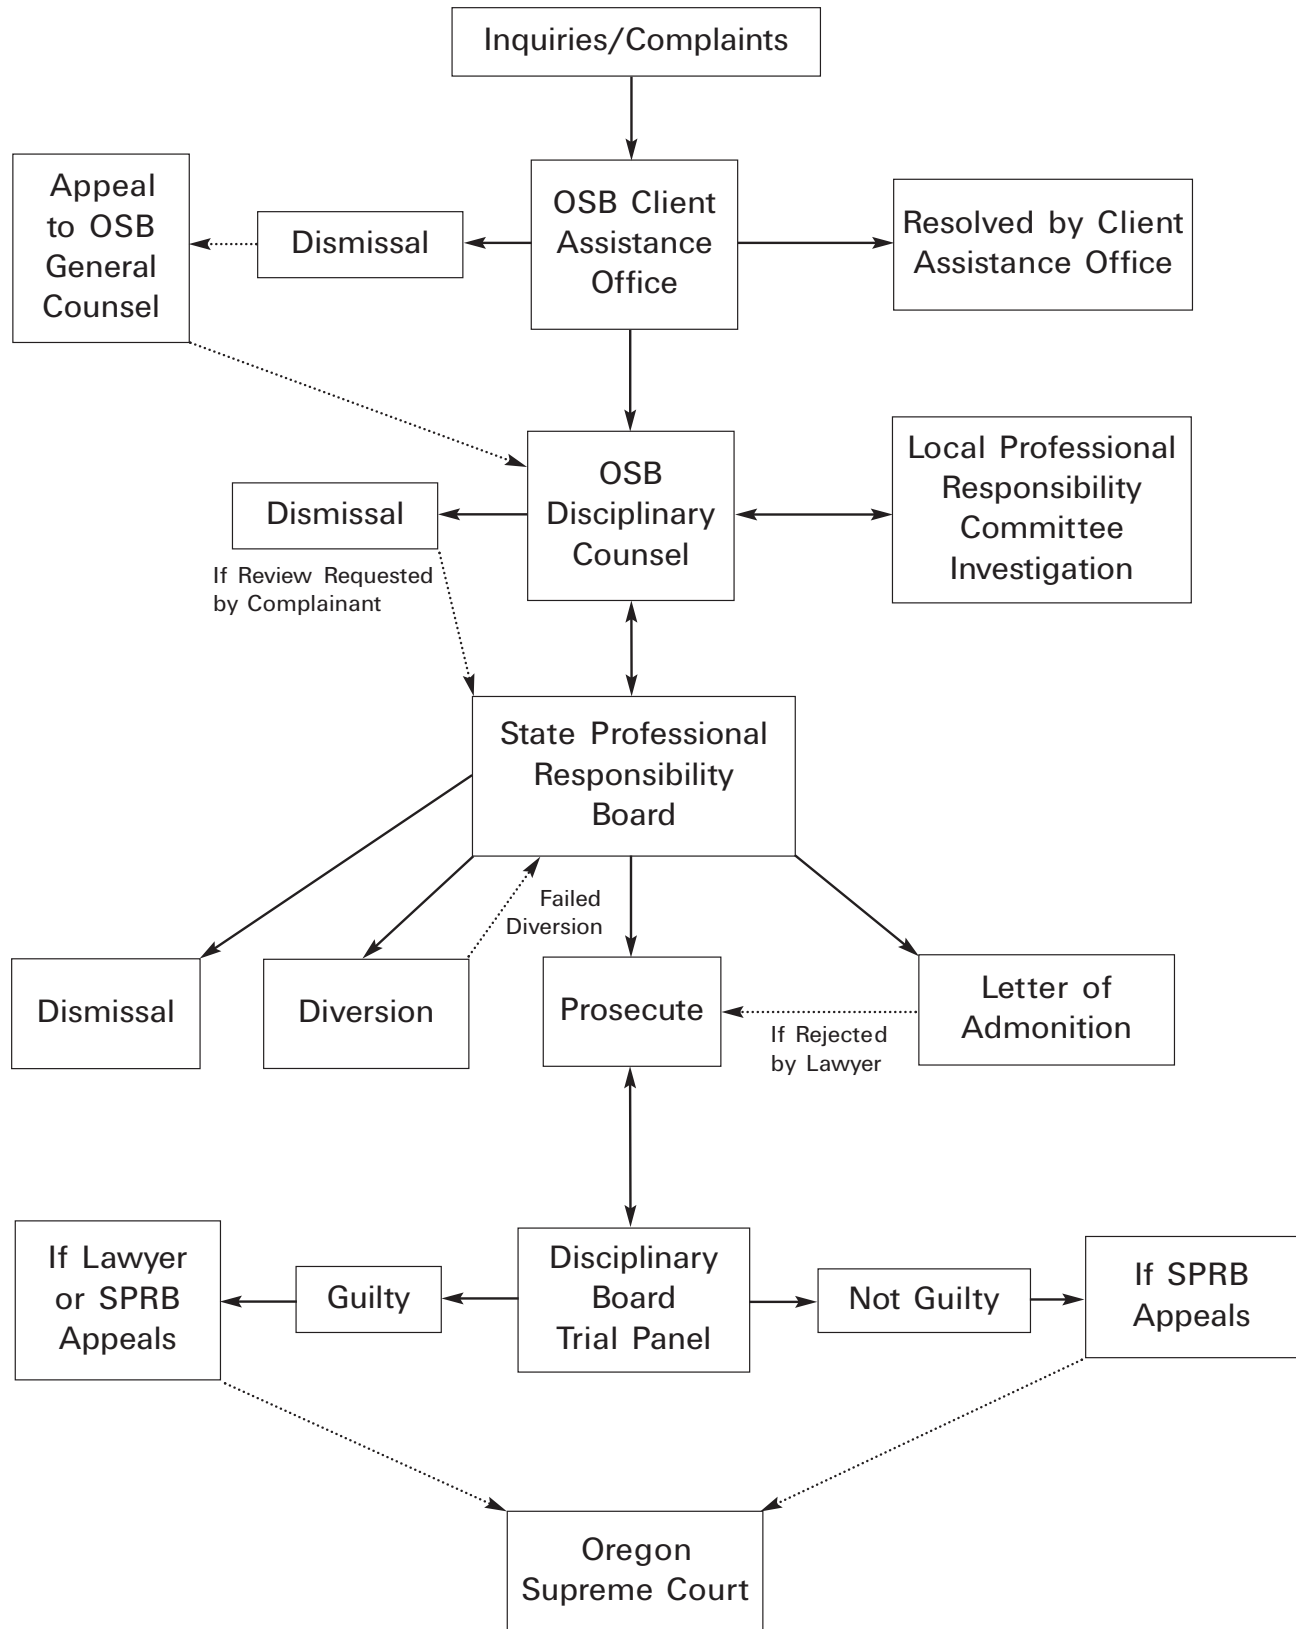 Inquiries/Complaints
Appeal
to OSB
General
Counsel
Dismissal
OSB Client
Assistance
Office
Resolved by Client
Assistance Office
Dismissal
If Review Requested
by Complainant
OSB
Disciplinary
Counsel
Local Professional
Responsibility
Committee
Investigation
State Professional
Responsibility
Board
Failed
Diversion
Dismissal
Diversion
Prosecute
If Rejected
by Lawyer
Letter of
Admonition
If Lawyer
or SPRB
Appeals
Guilty
Disciplinary
Board
Trial Panel
Not Guilty
If SPRB
Appeals
Oregon
Supreme Court